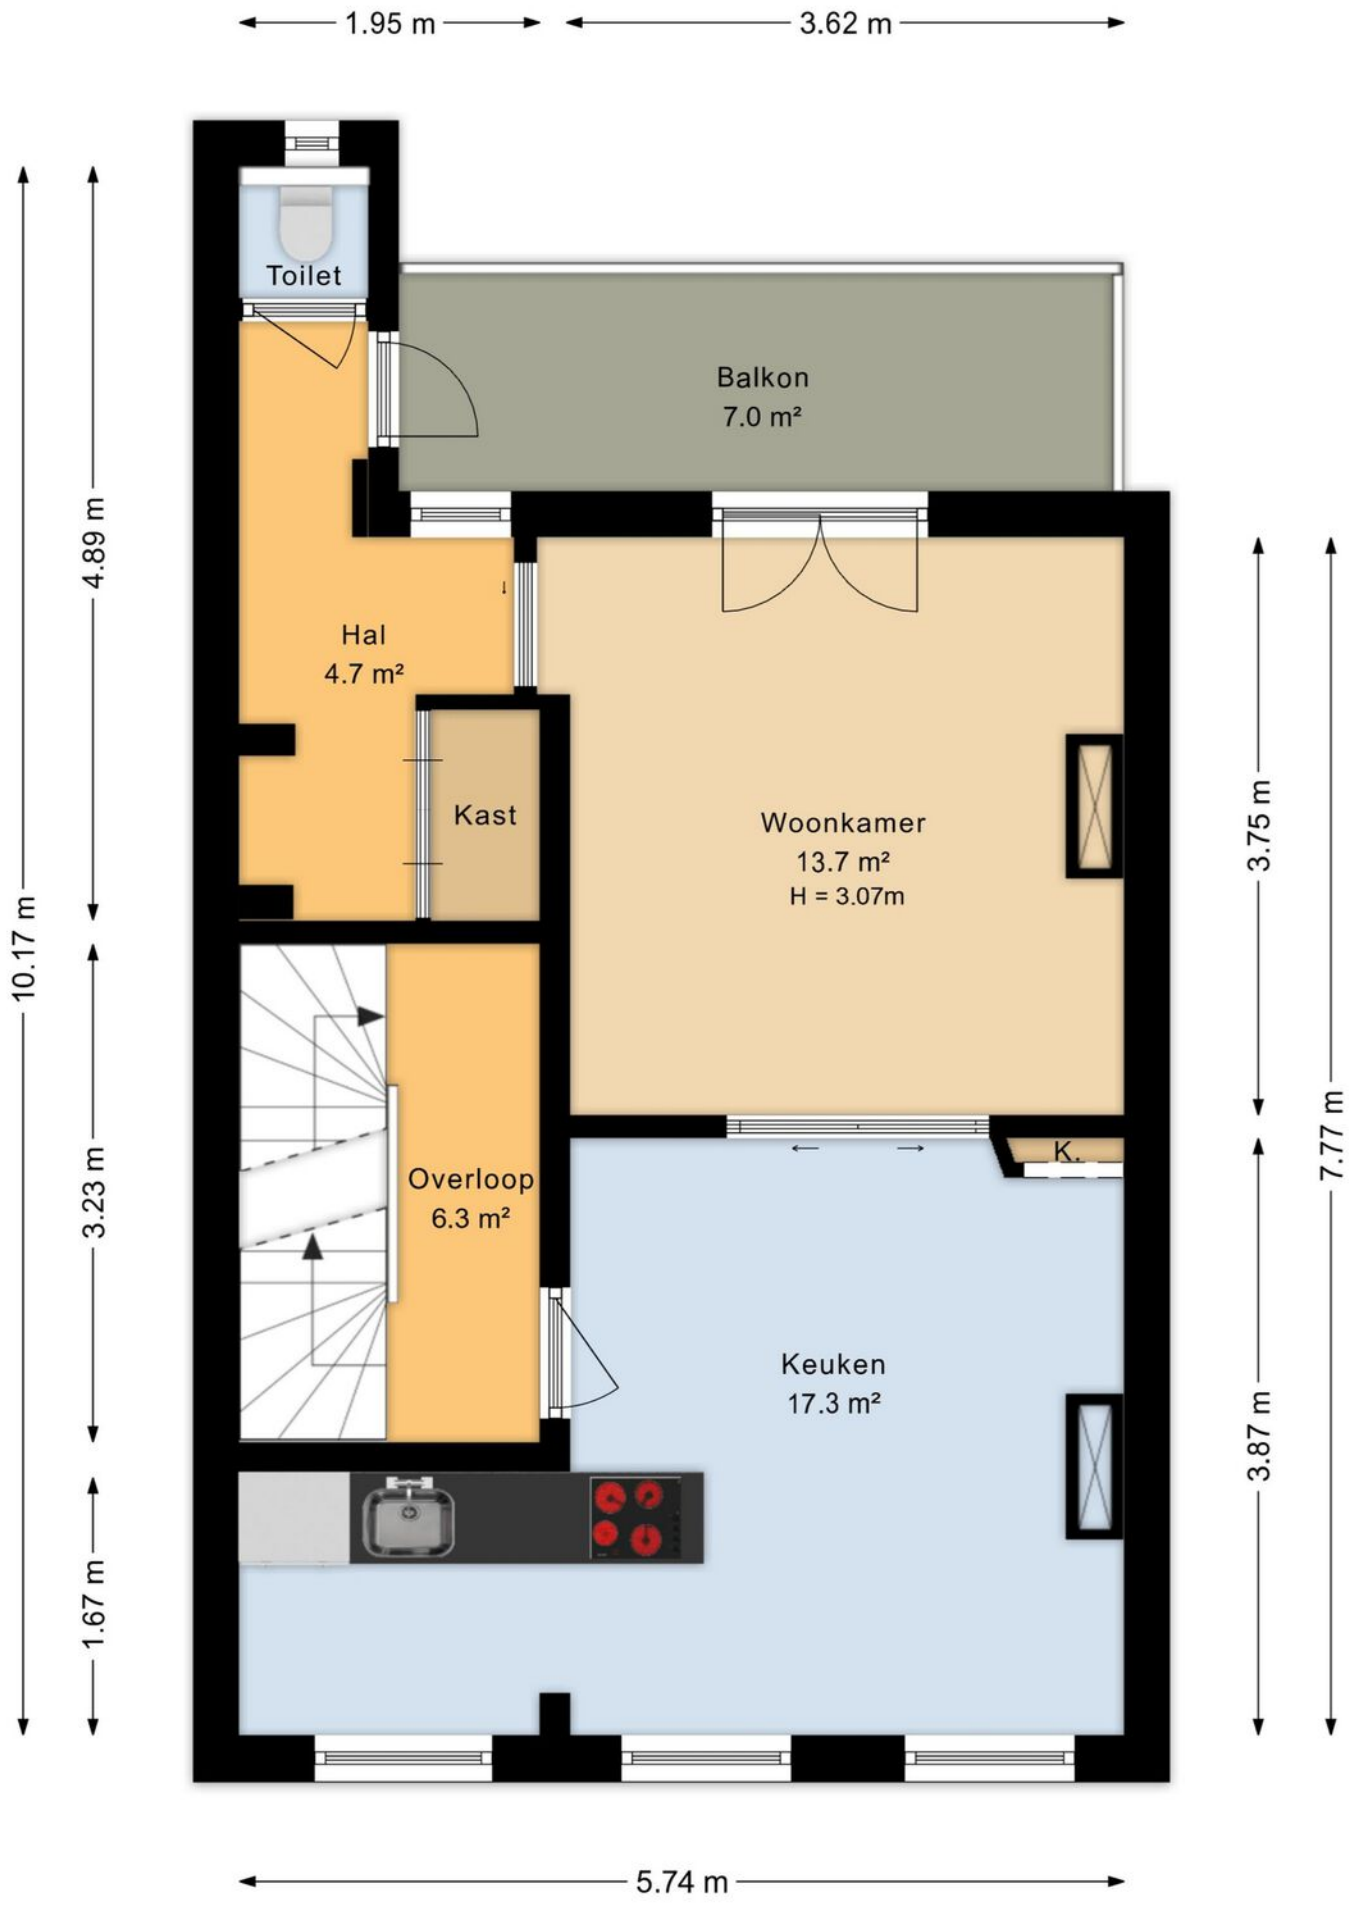 1.95 m
3.62 m
Toilet
Balkon
7.0 m²
4.89 m
Hal
4.7 m²
Kast
Woonkamer
13.7 m²
H = 3.07m
3.75 m
10.17 m
7.77 m
K.
3.23 m
Overloop
6.3 m²
Keuken
17.3 m²
3.87 m
1.67 m
5.74 m